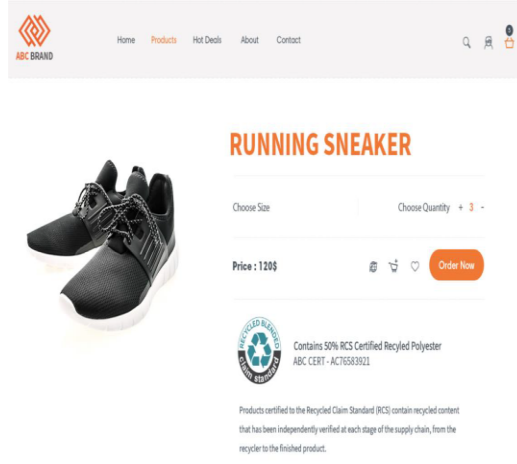 ABC BRAND
Home Products Hot Deals About Contact
RUNNING SNEAKER
Choose Size
Choose Quantity + 3 -
Price : 120$
Order Now
RECYCLED BLENDED
claim standard
Contains 50% RCS Certified Recyled Polyester
ABC CERT - AC76583921
Products certified to the Recycled Claim Standard (RCS) contain recycled content
that has been independently verified at each stage of the supply chain, from the
recycler to the finished product.